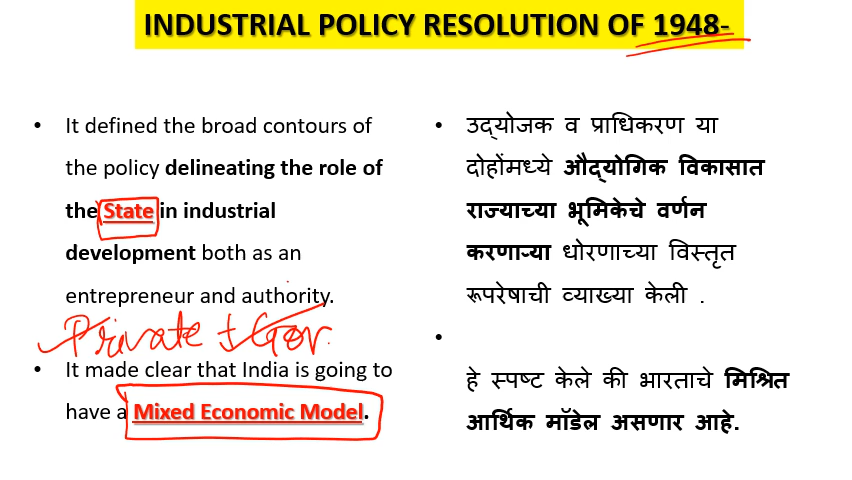 INDUSTRIAL POLICY RESOLUTION OF 1948-
• It defined the broad contours of
the policy delineating the role of
the State in industrial
development both as an
entrepreneur and authority.
Private + Gov.
• It made clear that India is going to
have a Mixed Economic Model.
• उद्योजक व प्राधिकरण या
दोहोंमध्ये औद्योगिक विकासात
राज्याच्या भूमिकेचे वर्णन
करणाऱ्या धोरणाच्या विस्तृत
रूपरेषाची व्याख्या केली .
•
हे स्पष्ट केले की भारताचे मिश्रित
आर्थिक मॉडेल असणार आहे.